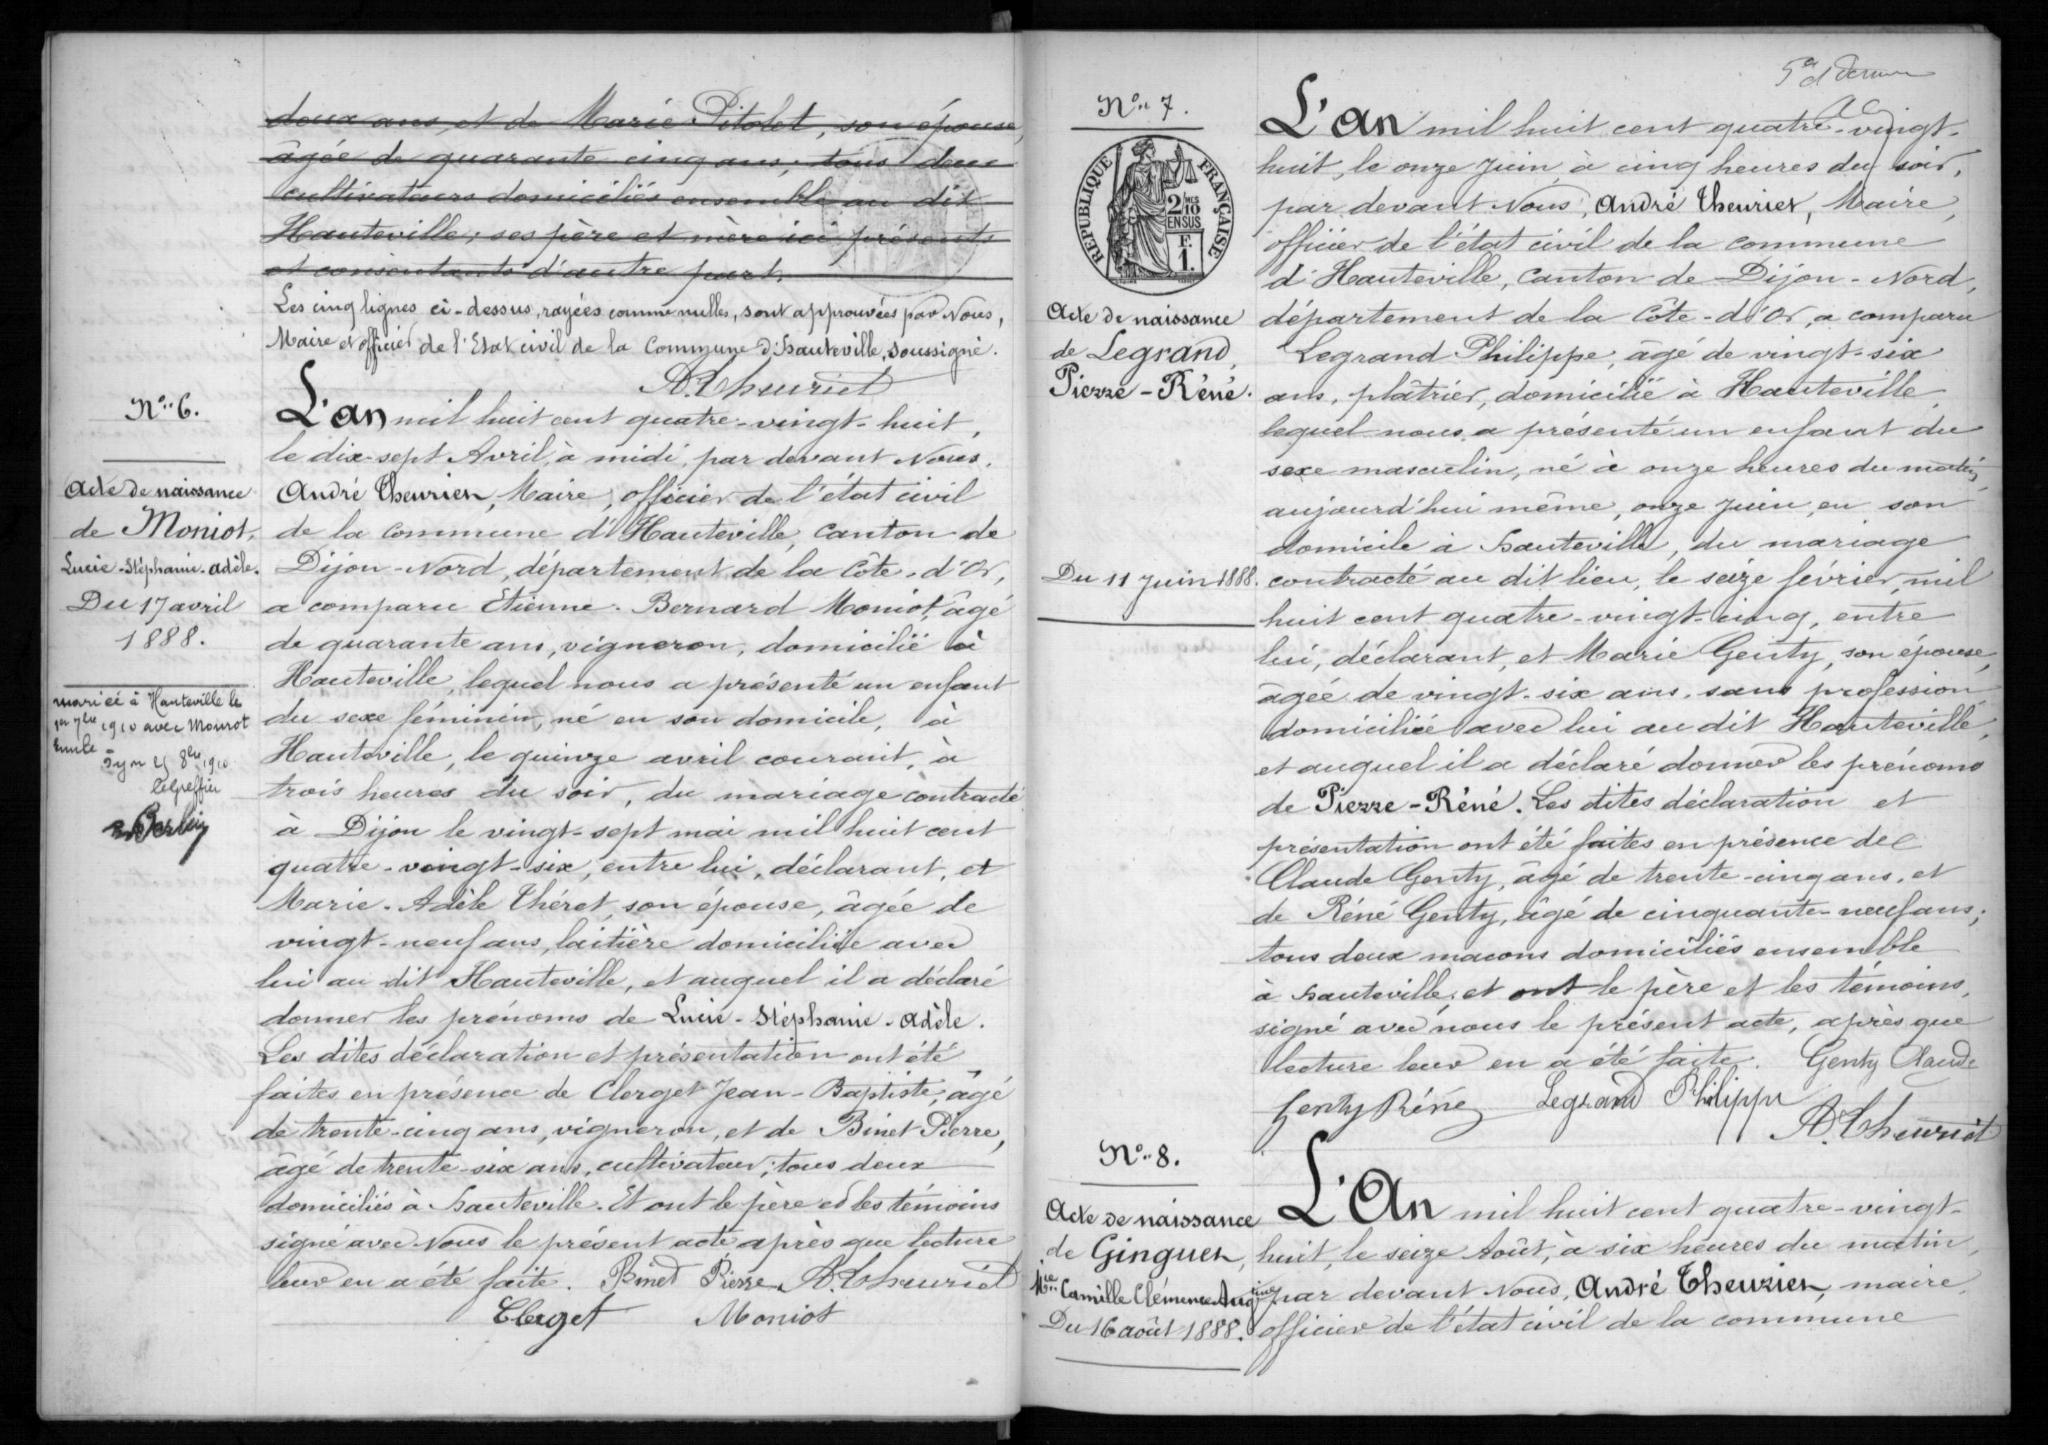 doux ans, et de Marie Pitolet, son épouse,
âgée de quarante cinq ans, tous deux
cultivateurs domiciliés ensemble au dit
Hauteville, ses père et mère ici présents
et consentants d'autre part.
Les cinq lignes ci-dessus, rayées comme nulles, sont approuvées par Nous,
Maire et officier de l'Etat civil de la Commune d'Hauteville, soussigné.
A. Theuriet
N° 6.
Acte de naissance
de Moniot,
Lucie-Stéphanie-Adèle.
Du 17 avril
1888.
mariée à Hauteville le
1er 7bre 1910 avec Moinot
Emile
8bre 1910
L'an mil huit cent quatre-vingt-huit,
le dix-sept Avril, à midi, par devant Nous,
André Theuriet, Maire, officier de l'état civil
de la commune d'Hauteville, canton de
Dijon-Nord, département de la Côte-d'Or,
a comparu Etienne-Bernard Moniot, âgé
de quarante ans, vigneron, domicilié à
Hauteville, lequel nous a présenté un enfant
du sexe féminin, né en son domicile, à
Hauteville, le quinze avril courant, à
trois heures du soir, du mariage contracté
à Dijon le vingt-sept mai mil huit cent
quatre-vingt-six, entre lui, déclarant, et
Marie-Adèle Théret, son épouse, âgée de
vingt-neuf ans, laitière domiciliée avec
lui au dit Hauteville, et auquel il a déclaré
donner les prénoms de Lucie-Stéphanie-Adèle.
Les dites déclaration et présentation ont été
faites en présence de Clerget Jean-Baptiste, âgé
de trente-cinq ans, vigneron, et de Binet Pierre,
âgé de trente-six ans, cultivateur; tous deux
domiciliés à Hauteville. Et ont le père et les témoins
signé avec Nous le présent acte après que lecture
leur en a été faite. Binet Pierre A. Theuriet
Clerget Moniot
N° 7.
RÉPUBLIQUE FRANÇAISE
2/10
EN SUS
F.
1.
Acte de naissance
de Legrand,
Pierre-Réné.
Du 11 Juin 1888.
L'an mil huit cent quatre-vingt-
huit, le onze juin, à cinq heures du soir,
par devant Nous, André Theuriet, Maire,
officier de l'état civil de la commune
d'Hauteville, canton de Dijon-Nord,
département de la Côte-d'Or, a comparu
Legrand Philippe, âgé de vingt-six
ans, plâtrier, domicilié à Hauteville,
lequel nous a présenté un enfant du
sexe masculin, né à onze heures du matin,
aujourd'hui même, onze juin, en son
domicile à Hauteville, du mariage
contracté au dit lieu, le seize février, mil
huit cent quatre-vingt-cinq, entre
lui, déclarant, et Marie Genty, son épouse,
âgée de vingt-six ans, sans profession
domiciliée avec lui au dit Hauteville,
et auquel il a déclaré donner les prénoms
de Pierre-Réné. Les dites déclaration et
présentation ont été faites en présence de
Claude Genty, âgé de trente-cinq ans, et
de Réné Genty, âgé de cinquante-neuf ans;
tous deux maçons domiciliés ensemble
à Hauteville; et ont le père et les témoins,
signé avec nous le présent acte, après que
lecture leur en a été faite. Genty Claude
Genty Réné Legrand Philippe
A. Theuriet
N° 8.
Acte de naissance
de Ginguen,
Mie Camille Clémence
Du 16 août 1888.
L'An mil huit cent quatre-vingt-
huit, le seize Août, à six heures du matin,
par devant Nous, André Theuriet, maire,
officier de l'état civil de la commune